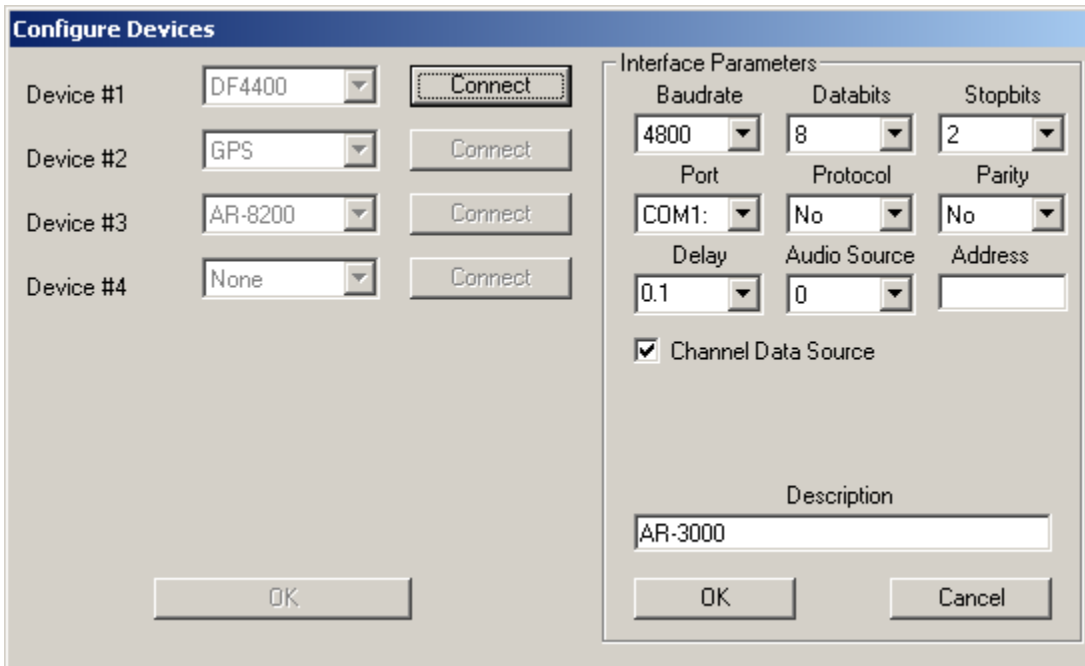 Configure Devices
Device #1 DF4400 Connect
Device #2 GPS Connect
Device #3 AR-8200 Connect
Device #4 None Connect
OK
Interface Parameters
Baudrate Databits Stopbits
4800 8 2
Port Protocol Parity
COM1: No No
Delay Audio Source Address
0.1 0
Channel Data Source
Description
AR-3000
OK Cancel